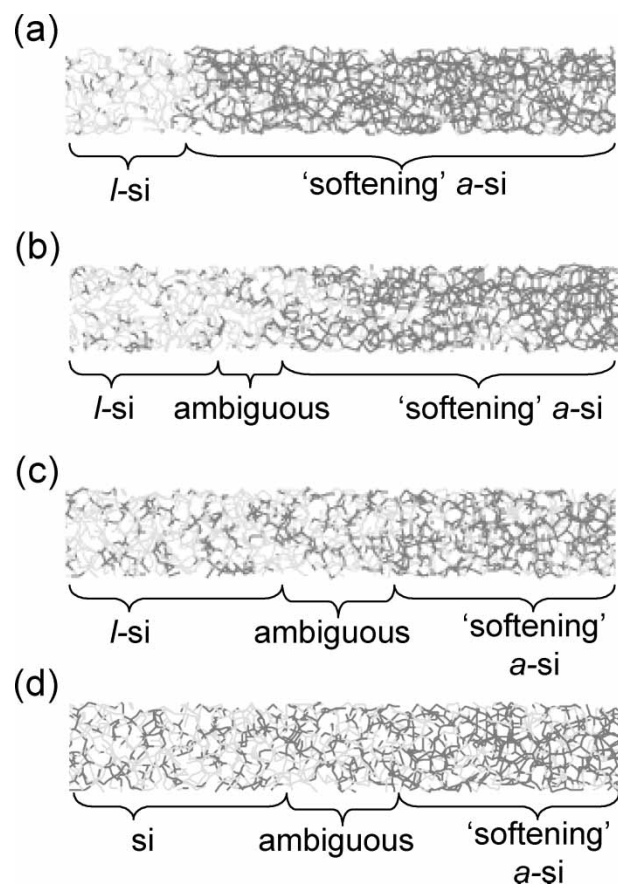 (a)
l-si 'softening' a-si
(b)
l-si ambiguous 'softening' a-si
(c)
l-si ambiguous 'softening'
a-si
(d)
si ambiguous 'softening'
a-si